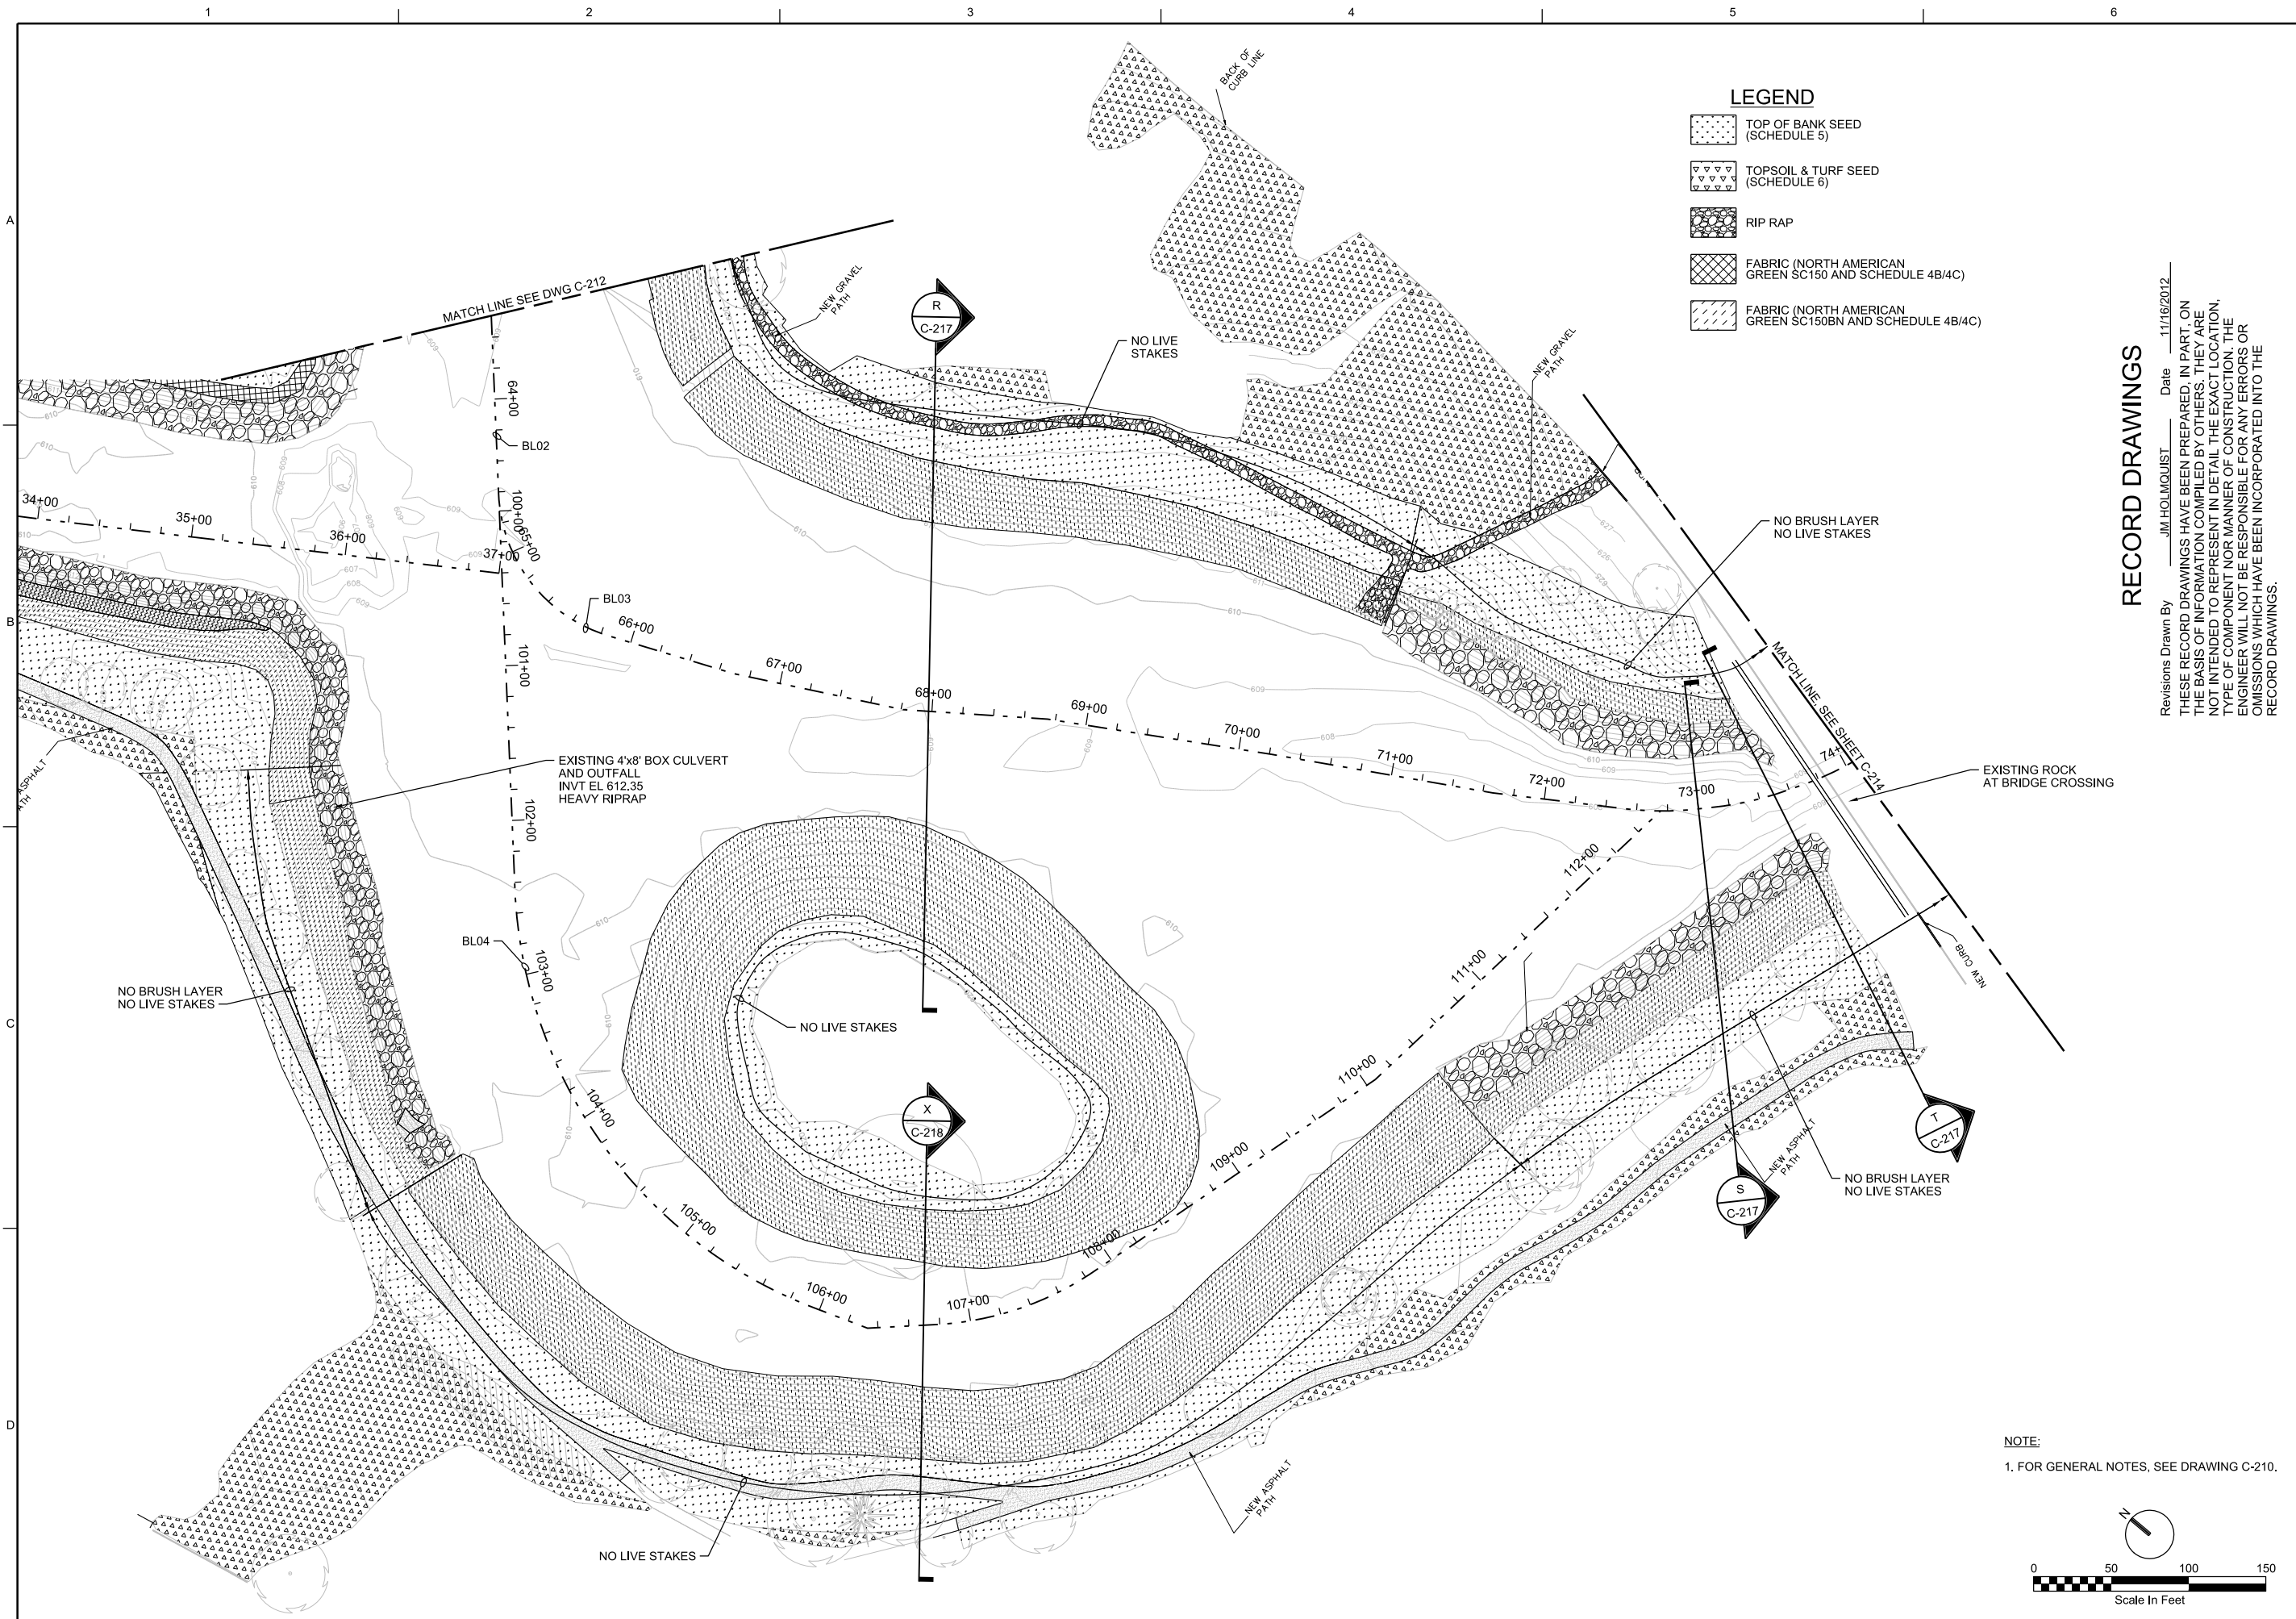 1
2
3
4
5
6
A
B
C
D
BACK OF
CURB LINE
LEGEND
TOP OF BANK SEED
(SCHEDULE 5)
TOPSOIL & TURF SEED
(SCHEDULE 6)
RIP RAP
FABRIC (NORTH AMERICAN
GREEN SC150 AND SCHEDULE 4B/4C)
FABRIC (NORTH AMERICAN
GREEN SC150BN AND SCHEDULE 4B/4C)
RECORD DRAWINGS
Revisions Drawn By JIM HOLMQUIST Date 11/16/2012
THESE RECORD DRAWINGS HAVE BEEN PREPARED, IN PART, ON
THE BASIS OF INFORMATION COMPILED BY OTHERS. THEY ARE
NOT INTENDED TO REPRESENT IN DETAIL THE EXACT LOCATION,
TYPE OF COMPONENT NOR MANNER OF CONSTRUCTION. THE
ENGINEER WILL NOT BE RESPONSIBLE FOR ANY ERRORS OR
OMISSIONS WHICH HAVE BEEN INCORPORATED INTO THE
RECORD DRAWINGS.
MATCH LINE SEE DWG C-212
NEW GRAVEL
PATH
R
C-217
NO LIVE
STAKES
NEW GRAVEL
PATH
64+00
BL02
100+00
65+00
34+00
35+00
36+00
37+00
BL03
66+00
67+00
68+00
69+00
70+00
71+00
72+00
73+00
74+
101+00
102+00
103+00
104+00
105+00
106+00
107+00
108+00
109+00
110+00
111+00
112+00
610
609
608
607
627
626
625
NO BRUSH LAYER
NO LIVE STAKES
MATCH LINE, SEE SHEET C-214
EXISTING ROCK
AT BRIDGE CROSSING
EXISTING 4'x8' BOX CULVERT
AND OUTFALL
INVT EL 612.35
HEAVY RIPRAP
ASPHALT
BL04
NO BRUSH LAYER
NO LIVE STAKES
NO LIVE STAKES
NEW CURB
X
C-218
T
C-217
S
C-217
NEW ASPHALT
PATH
NO BRUSH LAYER
NO LIVE STAKES
NEW ASPHALT
PATH
NO LIVE STAKES
NOTE:
1. FOR GENERAL NOTES, SEE DRAWING C-210.
N
0 50 100 150
Scale In Feet